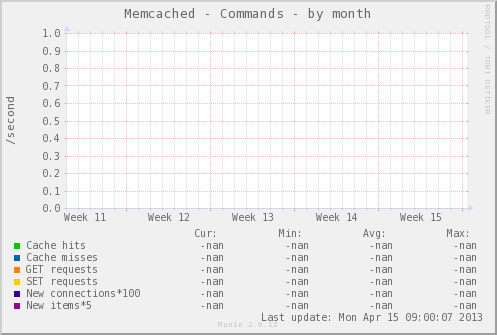 Memcached - Commands - by month
RRDTOOL / TOBI OETIKER
/second
1.0
0.9
0.8
0.7
0.6
0.5
0.4
0.3
0.2
0.1
0.0
Week 11 Week 12 Week 13 Week 14 Week 15
Cur: Min: Avg: Max:
Cache hits -nan -nan -nan -nan
Cache misses -nan -nan -nan -nan
GET requests -nan -nan -nan -nan
SET requests -nan -nan -nan -nan
New connections*100 -nan -nan -nan -nan
New items*5 -nan -nan -nan -nan
Last update: Mon Apr 15 09:00:07 2013
Munin 2.0.12